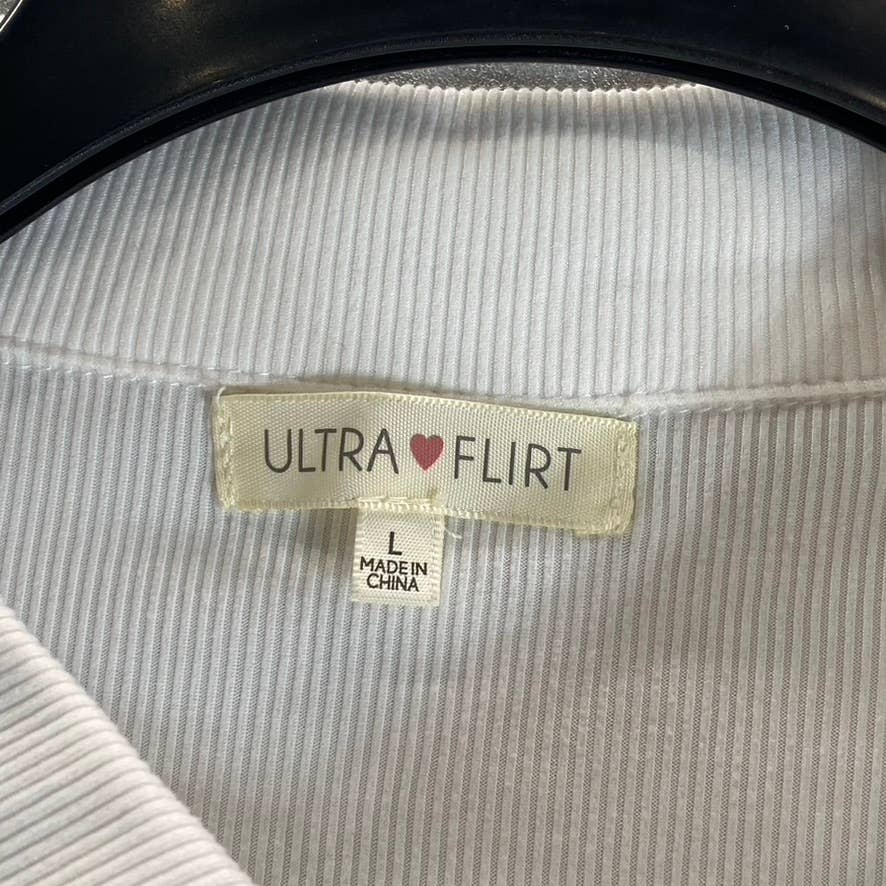 ULTRA ♥ FLIRT
L
MADE IN
CHINA